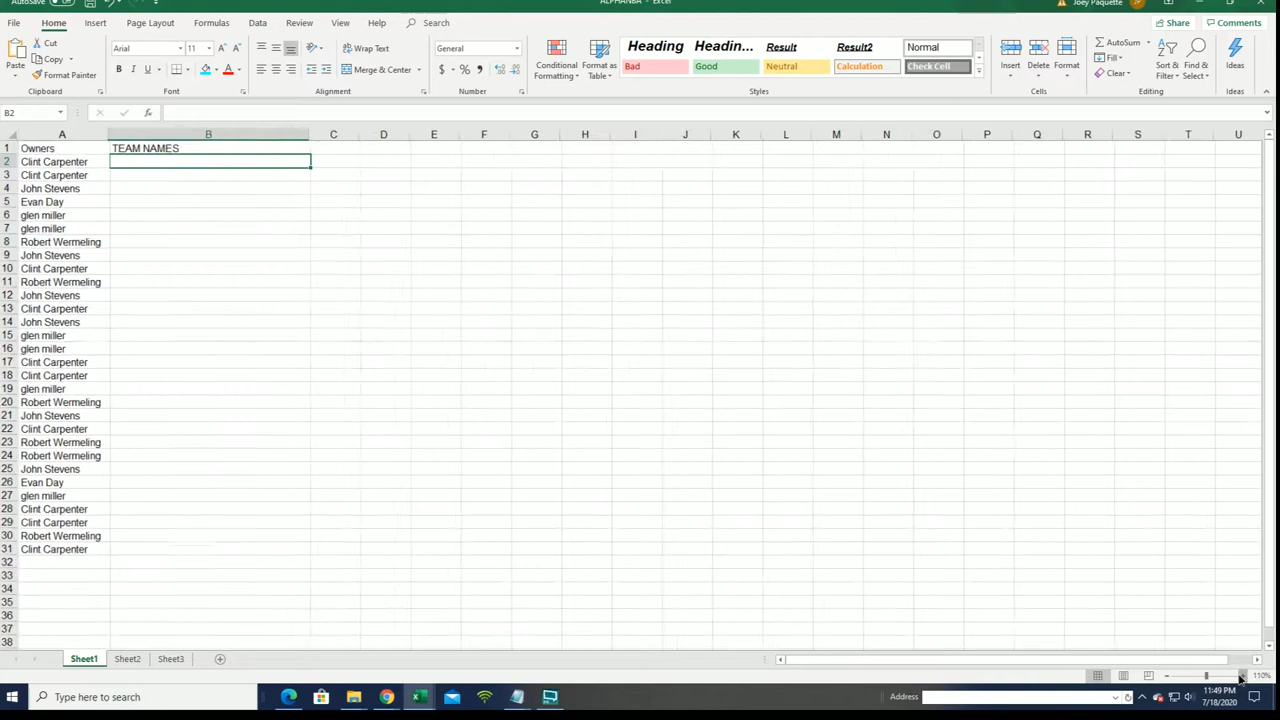 AutoSave Off ALPHANBA - Excel Joey Paquette
File Home Insert Page Layout Formulas Data Review View Help Search Share Comments
Paste Cut Copy Format Painter Clipboard
Arial 11 B I U Font
Wrap Text Merge & Center Alignment
General $ % Number
Conditional Formatting Format as Table
Heading Headin... Result Result2 Normal
Bad Good Neutral Calculation Check Cell
Styles
Insert Delete Format Cells
AutoSum Fill Clear Sort & Filter Find & Select Editing
Ideas Ideas
B2 fx
A B C D E F G H I J K L M N O P Q R S T U
1 Owners TEAM NAMES
2 Clint Carpenter
3 Clint Carpenter
4 John Stevens
5 Evan Day
6 glen miller
7 glen miller
8 Robert Wermeling
9 John Stevens
10 Clint Carpenter
11 Robert Wermeling
12 John Stevens
13 Clint Carpenter
14 John Stevens
15 glen miller
16 glen miller
17 Clint Carpenter
18 Clint Carpenter
19 glen miller
20 Robert Wermeling
21 John Stevens
22 Clint Carpenter
23 Robert Wermeling
24 Robert Wermeling
25 John Stevens
26 Evan Day
27 glen miller
28 Clint Carpenter
29 Clint Carpenter
30 Robert Wermeling
31 Clint Carpenter
32
33
34
35
36
37
38
Sheet1 Sheet2 Sheet3
110%
Type here to search Address 11:49 PM
7/18/2020